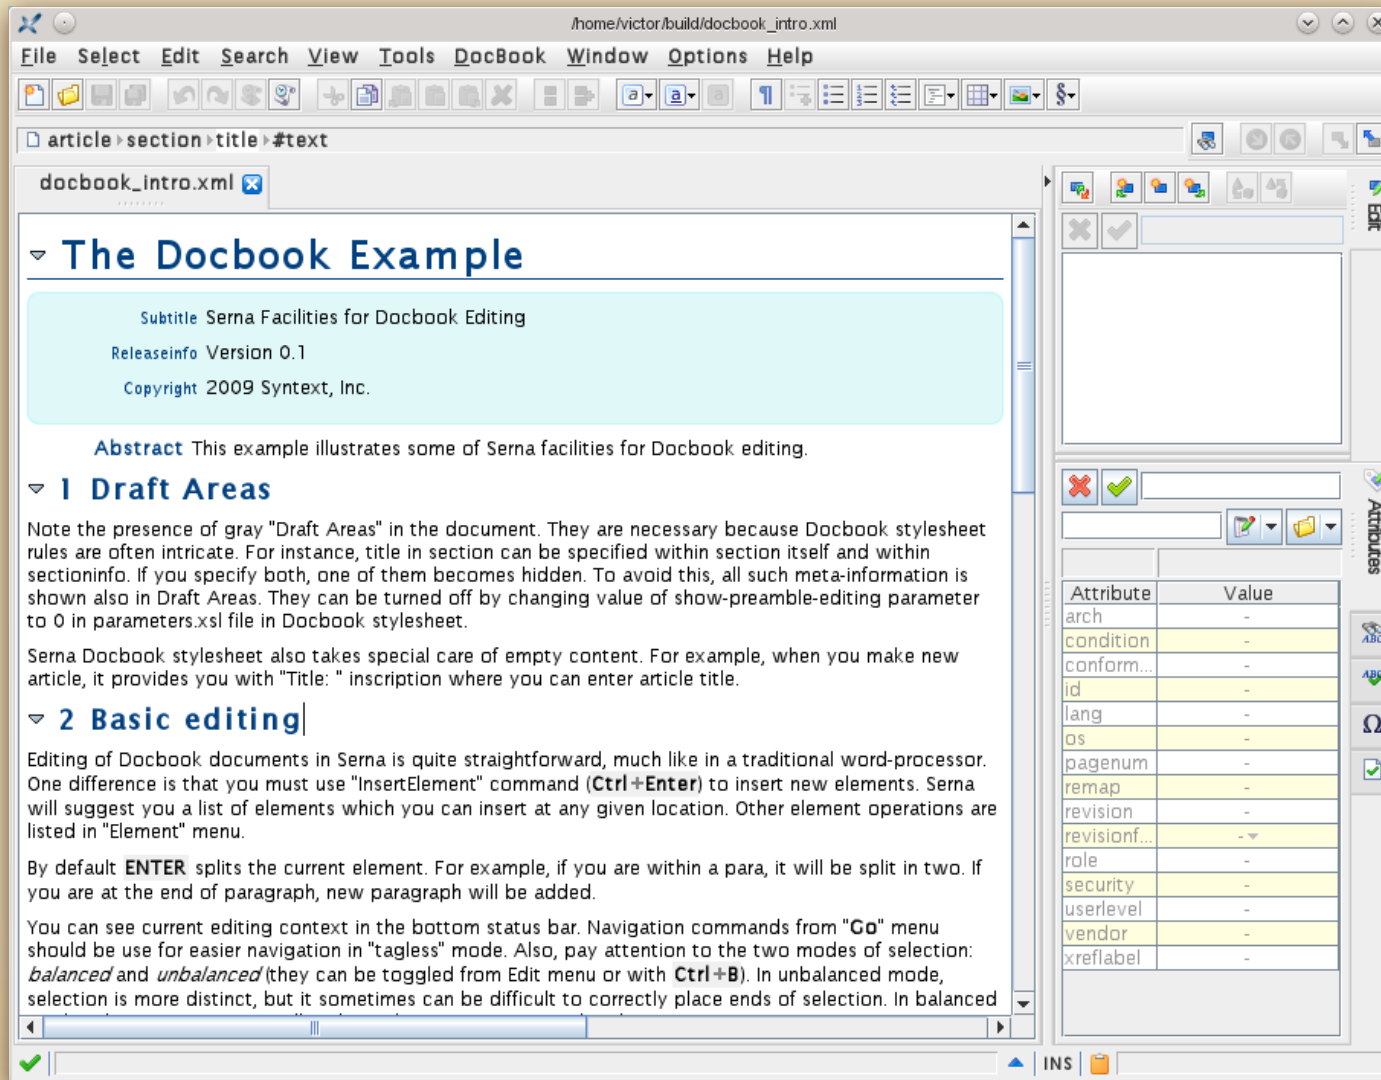 /home/victor/build/docbook_intro.xml
File Select Edit Search View Tools DocBook Window Options Help
a a a ¶ §
article section title #text
docbook_intro.xml
Edit
The Docbook Example
Subtitle Serna Facilities for Docbook Editing
Releaseinfo Version 0.1
Copyright 2009 Syntext, Inc.
Abstract This example illustrates some of Serna facilities for Docbook editing.
1 Draft Areas
Note the presence of gray "Draft Areas" in the document. They are necessary because Docbook stylesheet
rules are often intricate. For instance, title in section can be specified within section itself and within
sectioninfo. If you specify both, one of them becomes hidden. To avoid this, all such meta-information is
shown also in Draft Areas. They can be turned off by changing value of show-preamble-editing parameter
to 0 in parameters.xsl file in Docbook stylesheet.
Serna Docbook stylesheet also takes special care of empty content. For example, when you make new
article, it provides you with "Title: " inscription where you can enter article title.
2 Basic editing
Editing of Docbook documents in Serna is quite straightforward, much like in a traditional word-processor.
One difference is that you must use "InsertElement" command (Ctrl+Enter) to insert new elements. Serna
will suggest you a list of elements which you can insert at any given location. Other element operations are
listed in "Element" menu.
By default ENTER splits the current element. For example, if you are within a para, it will be split in two. If
you are at the end of paragraph, new paragraph will be added.
You can see current editing context in the bottom status bar. Navigation commands from "Go" menu
should be use for easier navigation in "tagless" mode. Also, pay attention to the two modes of selection:
balanced and unbalanced (they can be toggled from Edit menu or with Ctrl+B). In unbalanced mode,
selection is more distinct, but it sometimes can be difficult to correctly place ends of selection. In balanced
Attributes
Attribute Value
arch -
condition -
conform... -
id -
lang -
os -
pagenum -
remap -
revision -
revisionf... -
role -
security -
userlevel -
vendor -
xreflabel -
ABC
ABC
Ω
INS